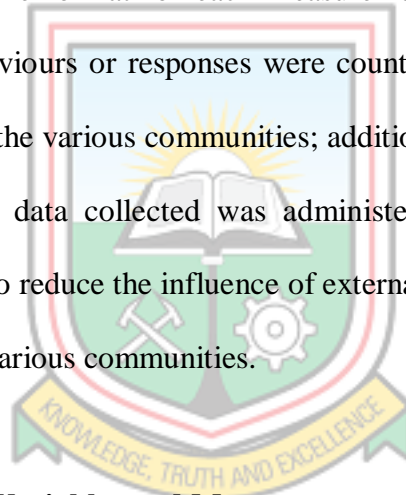 viours or responses were count
the various communities; additio
data collected was administe
o reduce the influence of externa
arious communities.
KNOWLEDGE, TRUTH AND EXCELLENCE